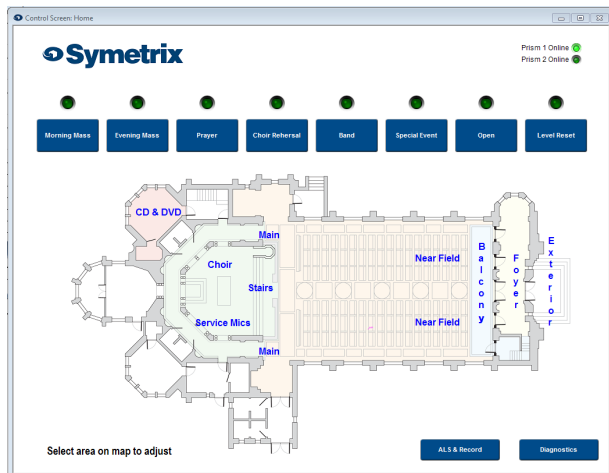 Control Screen: Home
Symetrix
Prism 1 Online
Prism 2 Online
Morning Mass
Evening Mass
Prayer
Choir Rehersal
Band
Special Event
Open
Level Reset
CD & DVD
Main
Choir
Near Field
Balcony
Foyer
Exterior
Stairs
Service Mics
Near Field
Main
Select area on map to adjust
ALS & Record
Diagnostics